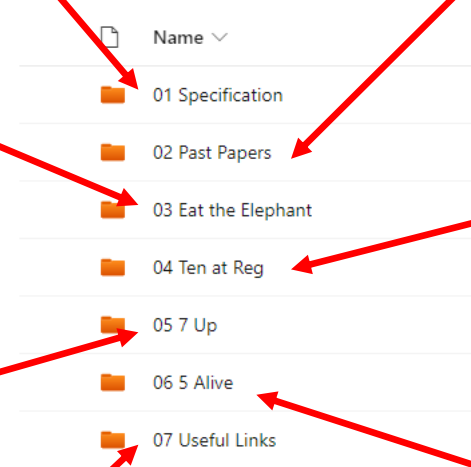 Name
01 Specification
02 Past Papers
03 Eat the Elephant
04 Ten at Reg
05 7 Up
06 5 Alive
07 Useful Links